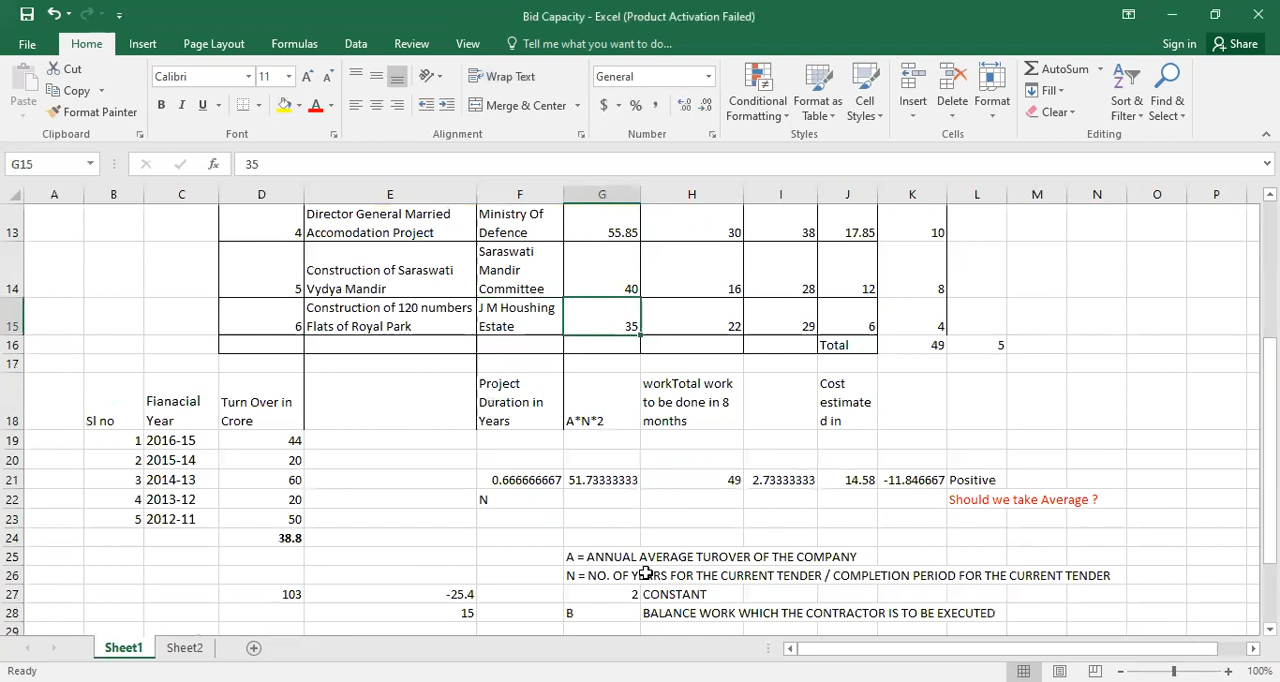 Bid Capacity - Excel (Product Activation Failed)
File Home Insert Page Layout Formulas Data Review View Tell me what you want to do... Sign in Share
Cut
Copy
Format Painter
Paste
Clipboard
Calibri 11
B I U
Font
Wrap Text
Merge & Center
Alignment
General
$ % ,
Number
Conditional Formatting
Format as Table
Cell Styles
Styles
Insert Delete Format
Cells
AutoSum
Fill
Clear
Sort & Filter
Find & Select
Editing
G15 fx 35
A B C D E F G H I J K L M N O P
13 4 Director General Married Accomodation Project Ministry Of Defence 55.85 30 38 17.85 10
14 5 Construction of Saraswati Vydya Mandir Saraswati Mandir Committee 40 16 28 12 8
15 6 Construction of 120 numbers Flats of Royal Park J M Houshing Estate 35 22 29 6 4
16 Total 49 5
17
18 Sl no Fianacial Year Turn Over in Crore Project Duration in Years A*N*2 workTotal work to be done in 8 months Cost estimate d in
19 1 2016-15 44
20 2 2015-14 20
21 3 2014-13 60 0.666666667 51.73333333 49 2.73333333 14.58 -11.846667 Positive
22 4 2013-12 20 N Should we take Average ?
23 5 2012-11 50
24 38.8
25 A = ANNUAL AVERAGE TUROVER OF THE COMPANY
26 N = NO. OF YEARS FOR THE CURRENT TENDER / COMPLETION PERIOD FOR THE CURRENT TENDER
27 103 -25.4 2 CONSTANT
28 15 B BALANCE WORK WHICH THE CONTRACTOR IS TO BE EXECUTED
29
Sheet1 Sheet2
Ready 100%